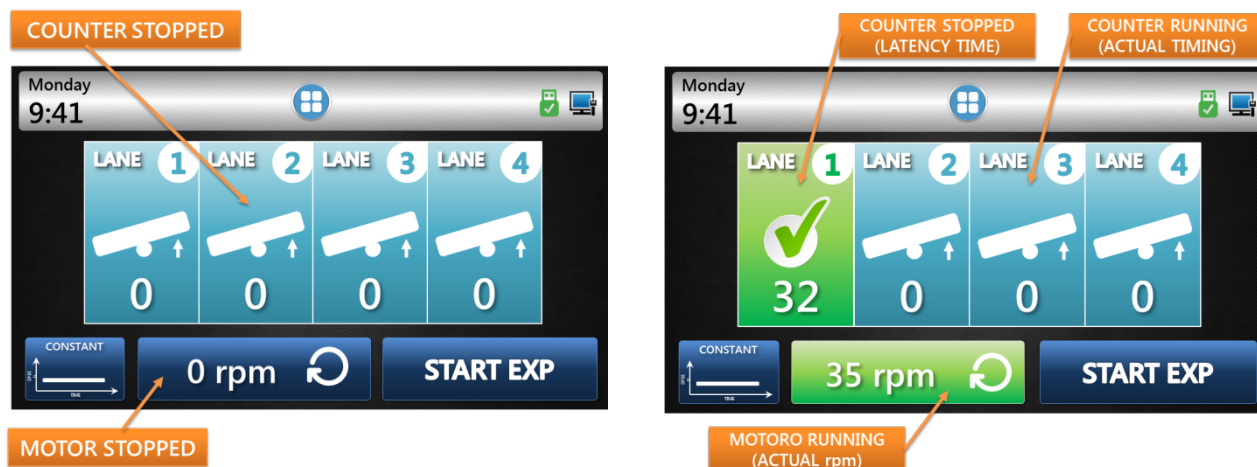 COUNTER STOPPED
Monday
9:41
LANE 1 LANE 2 LANE 3 LANE 4
0 0 0 0
CONSTANT
TIME
0 rpm
START EXP
MOTOR STOPPED
COUNTER STOPPED
(LATENCY TIME)
COUNTER RUNNING
(ACTUAL TIMING)
Monday
9:41
LANE 1 LANE 2 LANE 3 LANE 4
32 0 0 0
CONSTANT
TIME
35 rpm
START EXP
MOTORO RUNNING
(ACTUAL rpm)